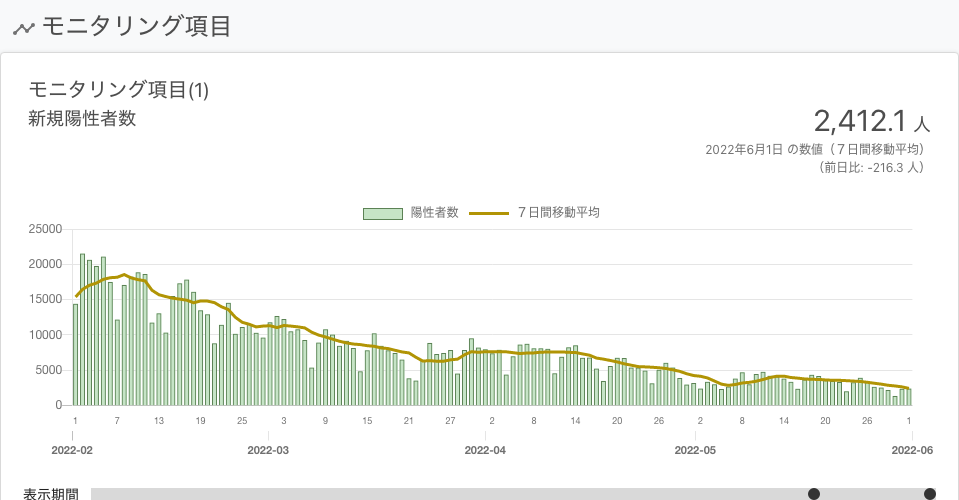 モニタリング項目
モニタリング項目(1)
新規陽性者数
2,412.1 人
2022年6月1日 の数値（７日間移動平均）
（前日比: -216.3 人）
陽性者数 ７日間移動平均
25000
20000
15000
10000
5000
0
1 7 13 19 25 3 9 15 21 27 2 8 14 20 26 2 8 14 20 26 1
2022-02 2022-03 2022-04 2022-05 2022-06
表示期間